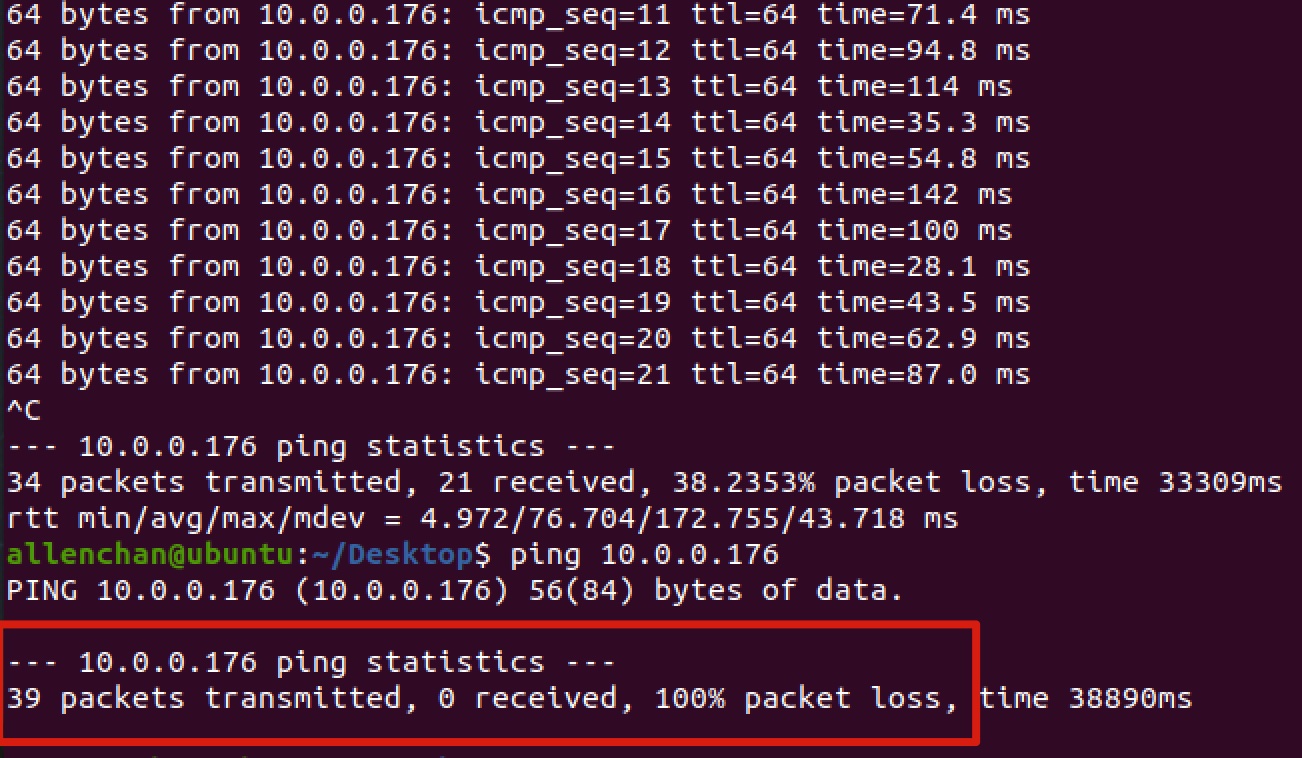 64 bytes from 10.0.0.176: icmp_seq=11 ttl=64 time=71.4 ms
64 bytes from 10.0.0.176: icmp_seq=12 ttl=64 time=94.8 ms
64 bytes from 10.0.0.176: icmp_seq=13 ttl=64 time=114 ms
64 bytes from 10.0.0.176: icmp_seq=14 ttl=64 time=35.3 ms
64 bytes from 10.0.0.176: icmp_seq=15 ttl=64 time=54.8 ms
64 bytes from 10.0.0.176: icmp_seq=16 ttl=64 time=142 ms
64 bytes from 10.0.0.176: icmp_seq=17 ttl=64 time=100 ms
64 bytes from 10.0.0.176: icmp_seq=18 ttl=64 time=28.1 ms
64 bytes from 10.0.0.176: icmp_seq=19 ttl=64 time=43.5 ms
64 bytes from 10.0.0.176: icmp_seq=20 ttl=64 time=62.9 ms
64 bytes from 10.0.0.176: icmp_seq=21 ttl=64 time=87.0 ms
^C
--- 10.0.0.176 ping statistics ---
34 packets transmitted, 21 received, 38.2353% packet loss, time 33309ms
rtt min/avg/max/mdev = 4.972/76.704/172.755/43.718 ms
allenchan@ubuntu:~/Desktop$ ping 10.0.0.176
PING 10.0.0.176 (10.0.0.176) 56(84) bytes of data.
--- 10.0.0.176 ping statistics ---
39 packets transmitted, 0 received, 100% packet loss, time 38890ms